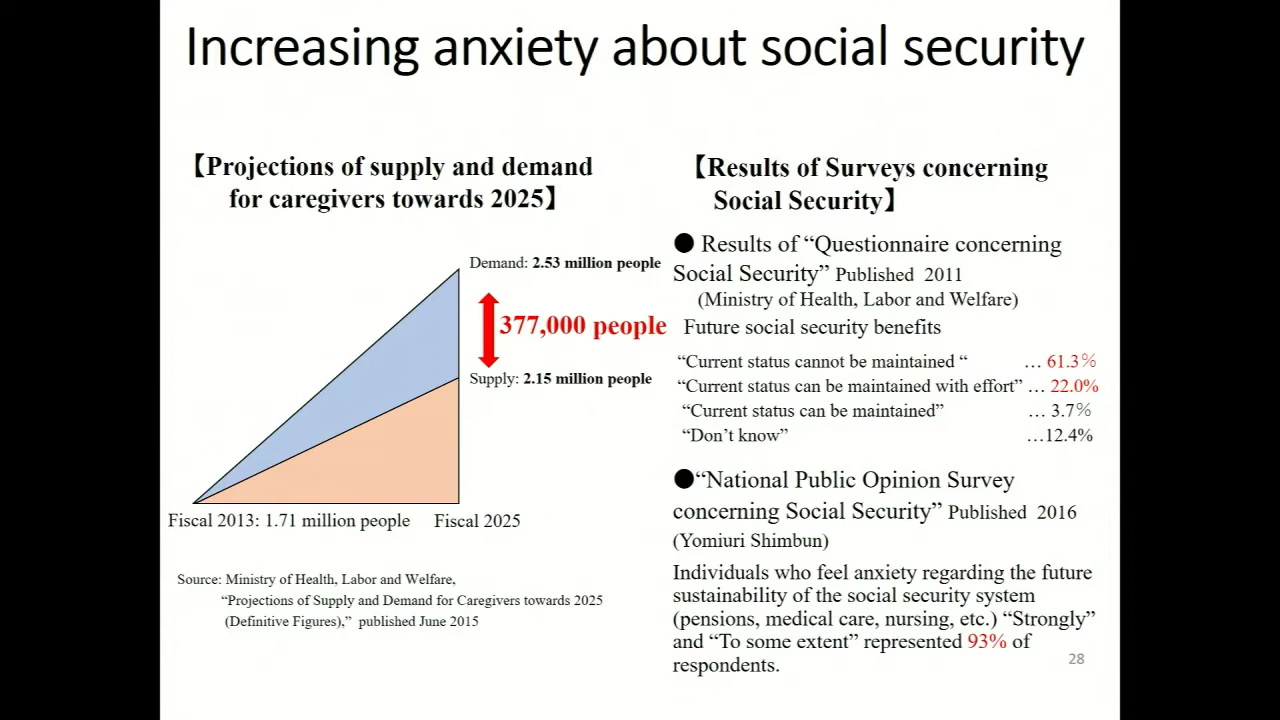 Increasing anxiety about social security
【Projections of supply and demand
for caregivers towards 2025】
Demand: 2.53 million people
377,000 people
Supply: 2.15 million people
Fiscal 2013: 1.71 million people
Fiscal 2025
Source: Ministry of Health, Labor and Welfare,
“Projections of Supply and Demand for Caregivers towards 2025
(Definitive Figures),” published June 2015
【Results of Surveys concerning
Social Security】
● Results of “Questionnaire concerning
Social Security” Published 2011
(Ministry of Health, Labor and Welfare)
Future social security benefits
“Current status cannot be maintained “ … 61.3%
“Current status can be maintained with effort” … 22.0%
“Current status can be maintained” … 3.7%
“Don’t know” …12.4%
●“National Public Opinion Survey
concerning Social Security” Published 2016
(Yomiuri Shimbun)
Individuals who feel anxiety regarding the future
sustainability of the social security system
(pensions, medical care, nursing, etc.) “Strongly”
and “To some extent” represented 93% of
respondents.
28